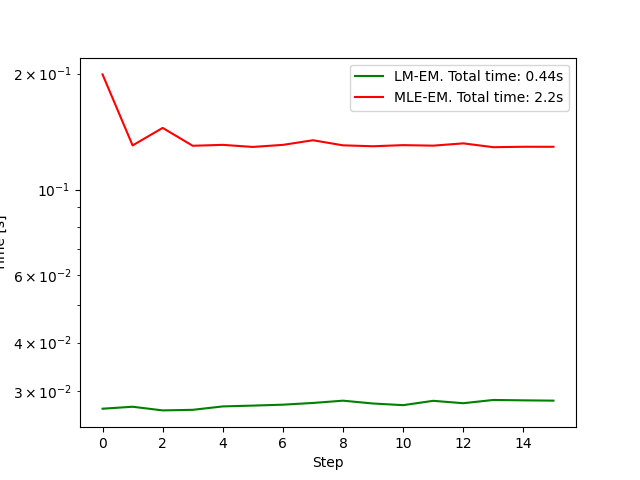 LM-EM. Total time: 0.44s
MLE-EM. Total time: 2.2s
2 × 10⁻¹
10⁻¹
6 × 10⁻²
4 × 10⁻²
3 × 10⁻²
[s]
0 2 4 6 8 10 12 14
Step